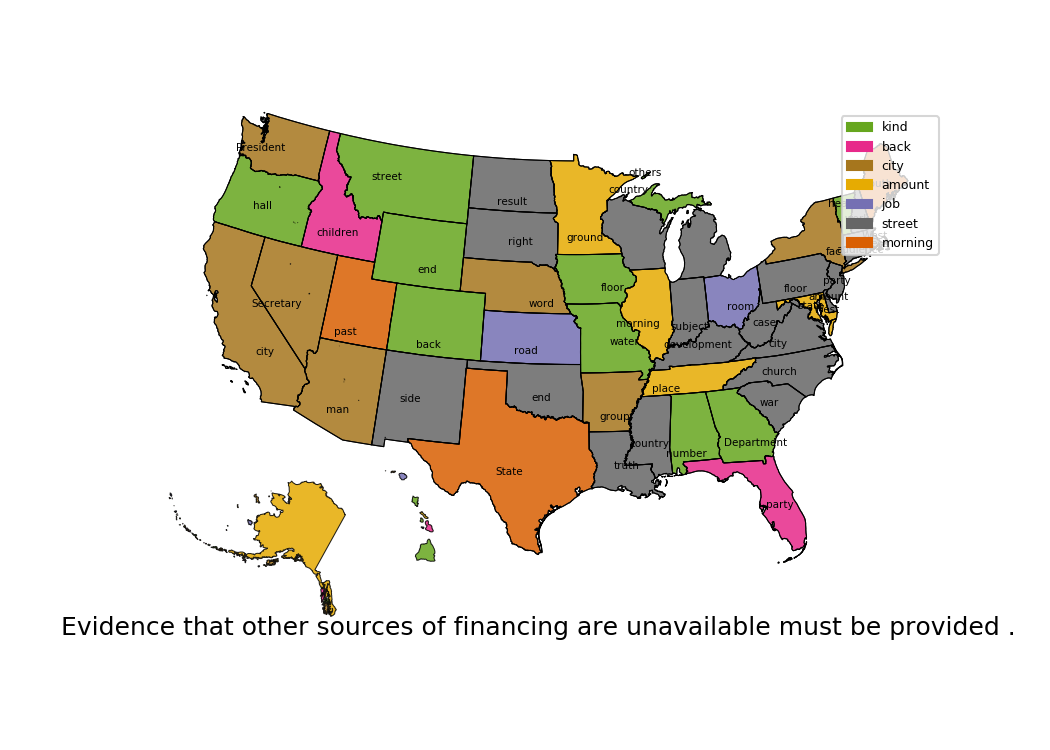 kind
back
city
amount
job
street
morning
President
hall
children
street
result
right
ground
others
country
end
word
floor
Secretary
past
back
road
city
man
side
end
morning
water
subject
development
room
case
city
floor
party
place
church
war
group
country
number
Department
truth
State
party
Evidence that other sources of financing are unavailable must be provided .